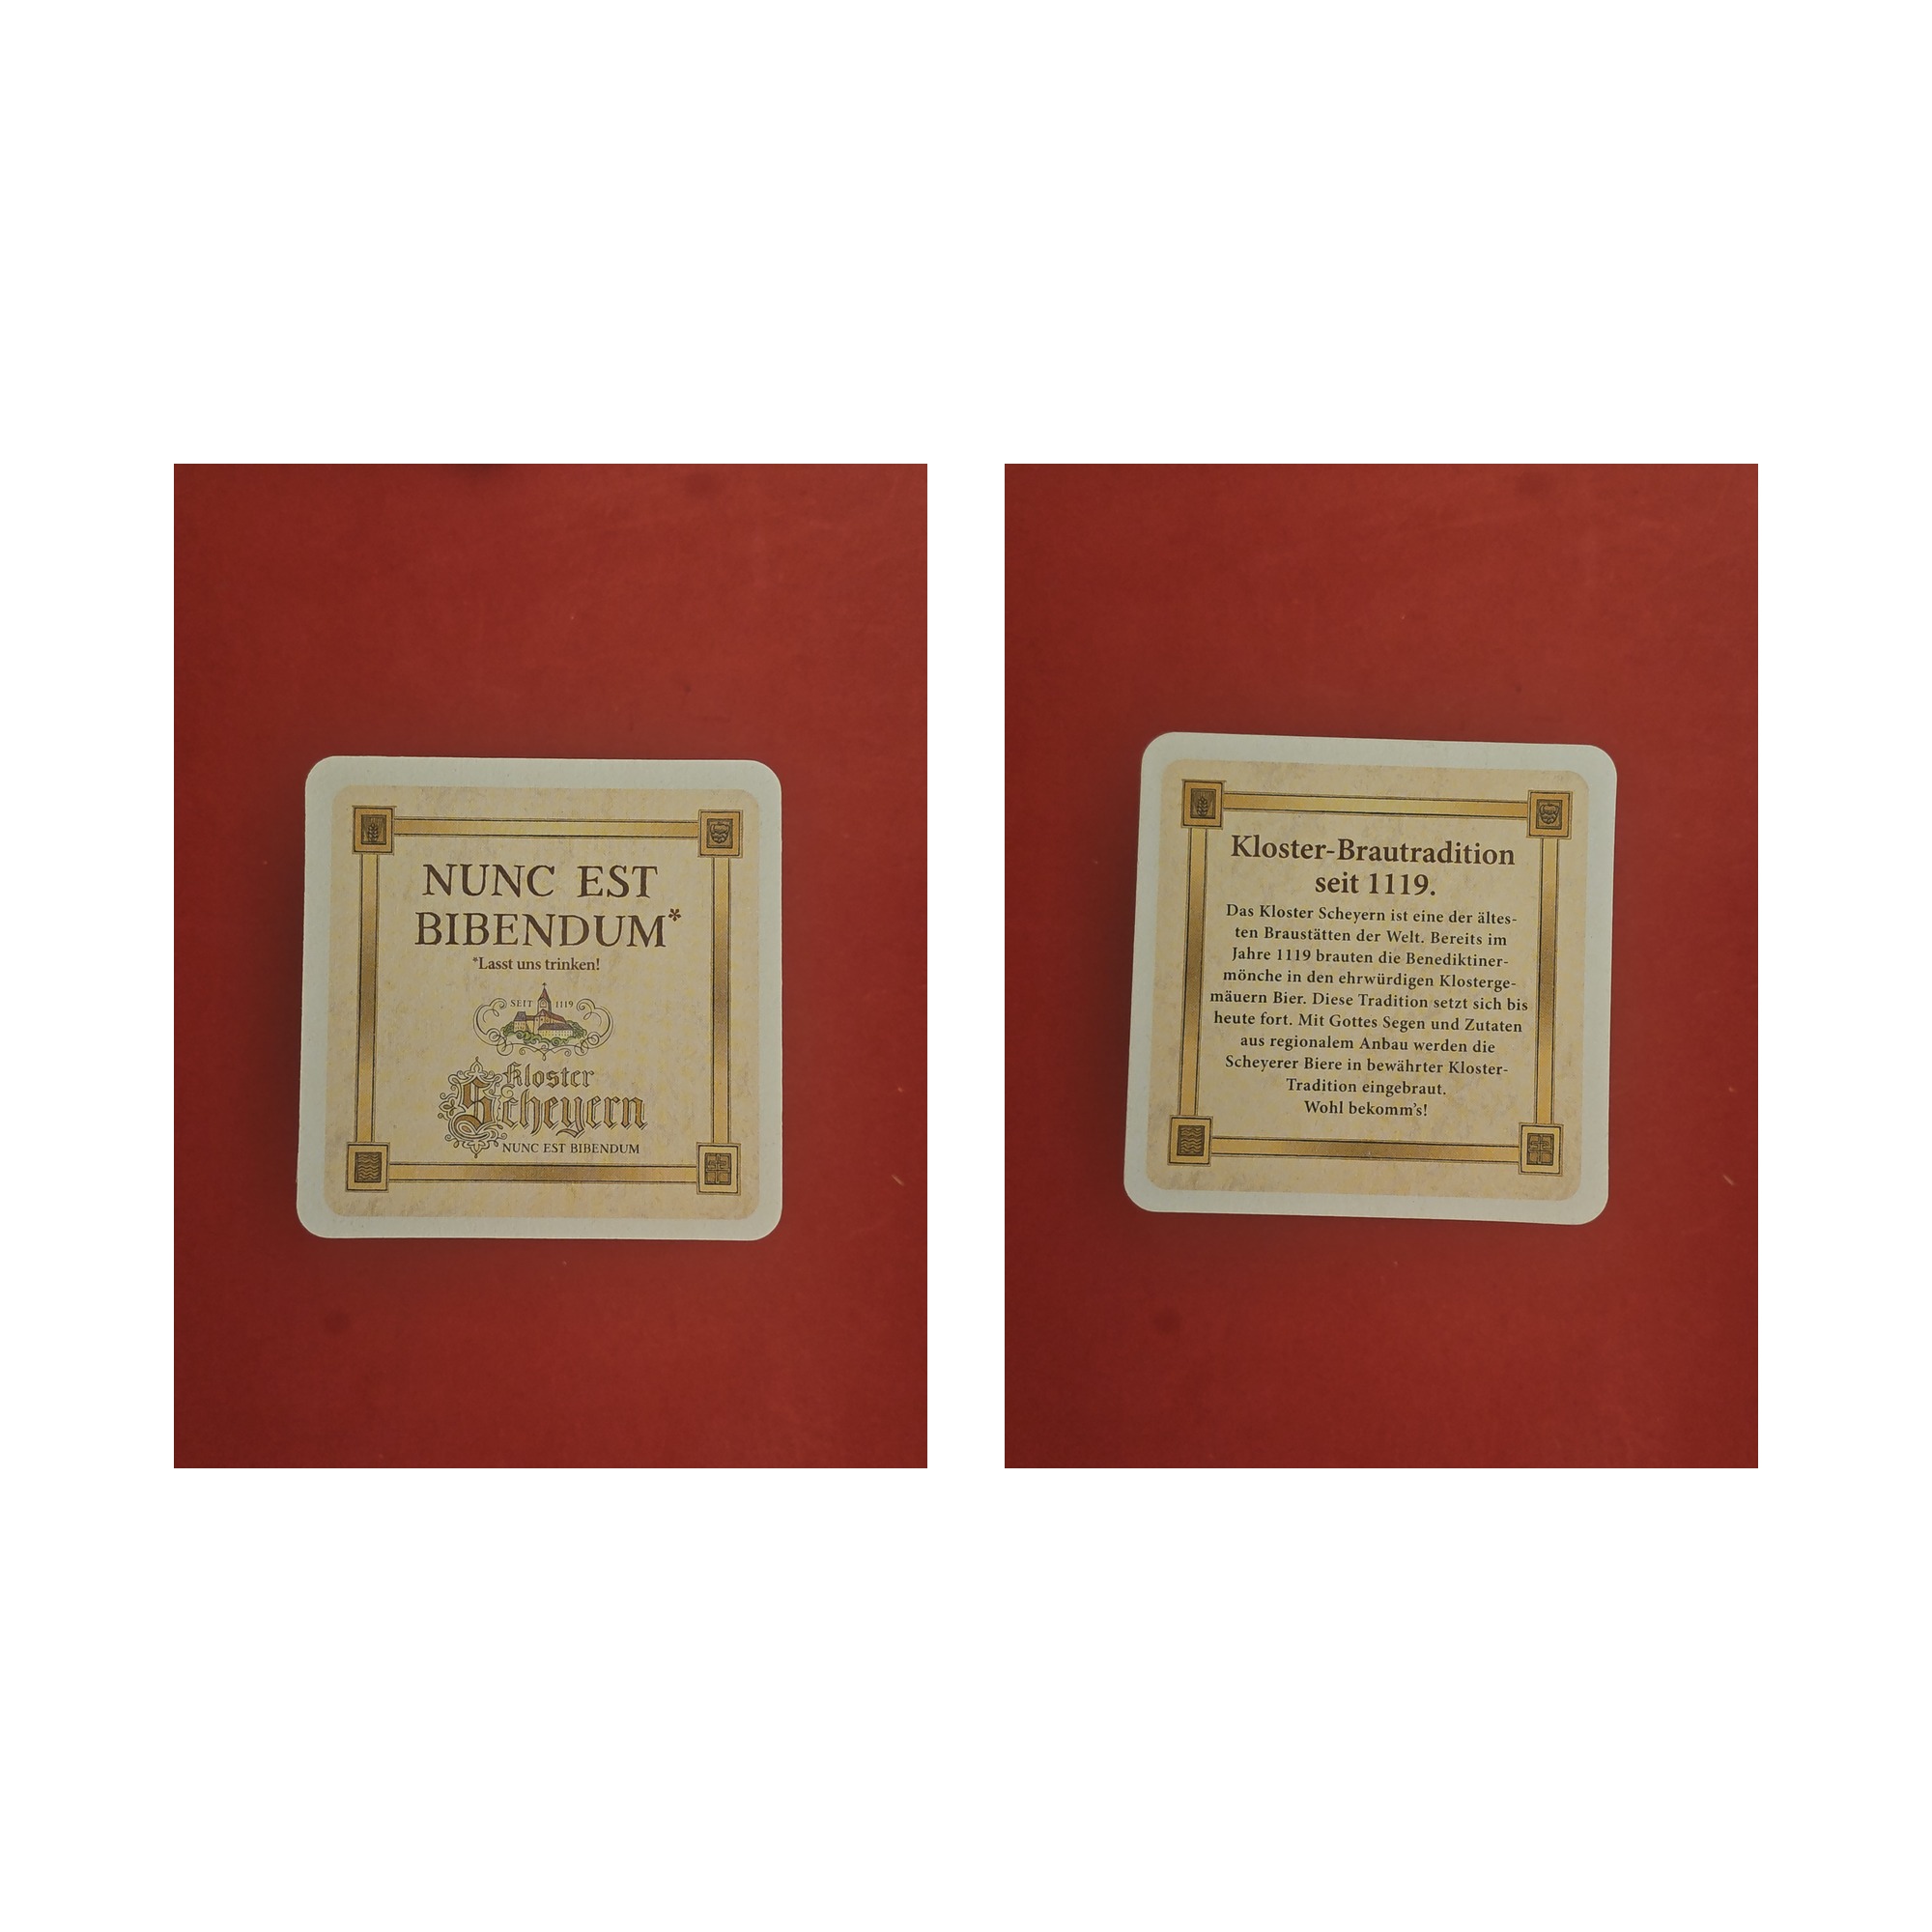 NUNC EST
BIBENDUM*
*Lasst uns trinken!
SEIT 1119
Kloster
Scheyern
NUNC EST BIBENDUM
Kloster-Brautradition
seit 1119.
Das Kloster Scheyern ist eine der ältes-
ten Braustätten der Welt. Bereits im
Jahre 1119 brauten die Benediktiner-
mönche in den ehrwürdigen Klosterge-
mäuern Bier. Diese Tradition setzt sich bis
heute fort. Mit Gottes Segen und Zutaten
aus regionalem Anbau werden die
Scheyerer Biere in bewährter Kloster-
Tradition eingebraut.
Wohl bekomm's!